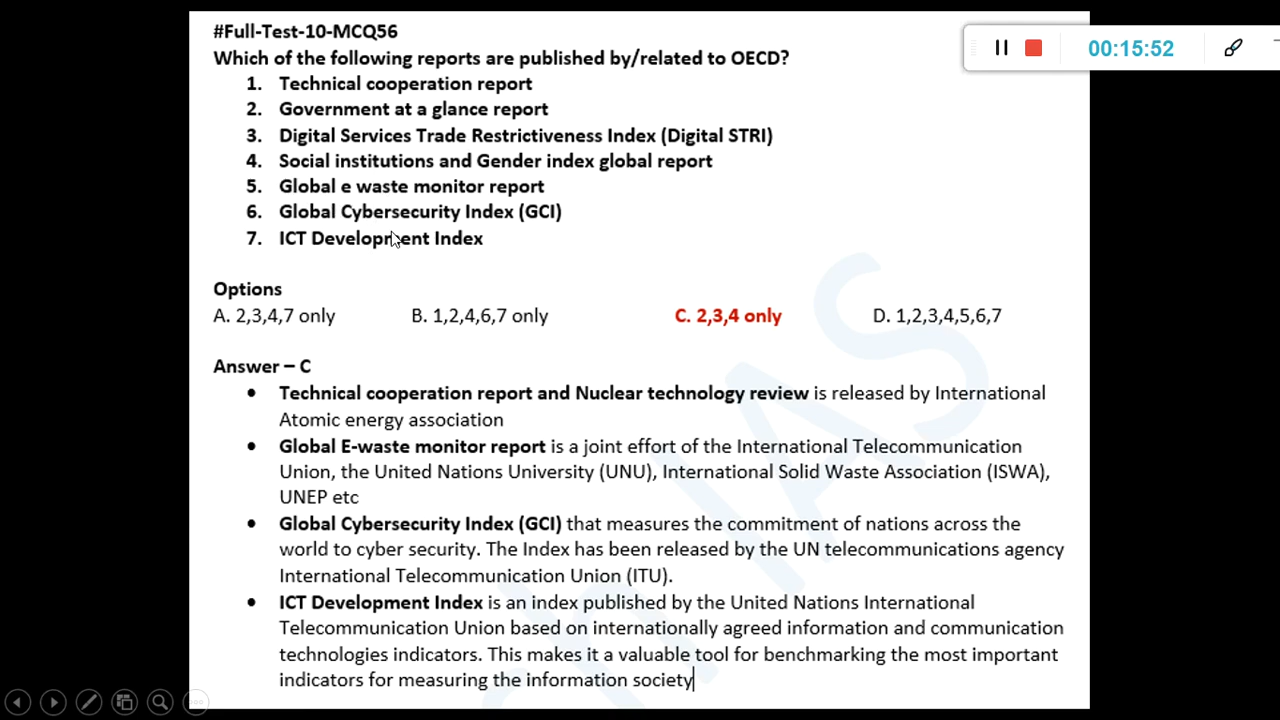 #Full-Test-10-MCQ56
00:15:52
Which of the following reports are published by/related to OECD?
1. Technical cooperation report
2. Government at a glance report
3. Digital Services Trade Restrictiveness Index (Digital STRI)
4. Social institutions and Gender index global report
5. Global e waste monitor report
6. Global Cybersecurity Index (GCI)
7. ICT Development Index
Options
A. 2,3,4,7 only B. 1,2,4,6,7 only C. 2,3,4 only D. 1,2,3,4,5,6,7
Answer – C
• Technical cooperation report and Nuclear technology review is released by International
Atomic energy association
• Global E-waste monitor report is a joint effort of the International Telecommunication
Union, the United Nations University (UNU), International Solid Waste Association (ISWA),
UNEP etc
• Global Cybersecurity Index (GCI) that measures the commitment of nations across the
world to cyber security. The Index has been released by the UN telecommunications agency
International Telecommunication Union (ITU).
• ICT Development Index is an index published by the United Nations International
Telecommunication Union based on internationally agreed information and communication
technologies indicators. This makes it a valuable tool for benchmarking the most important
indicators for measuring the information society